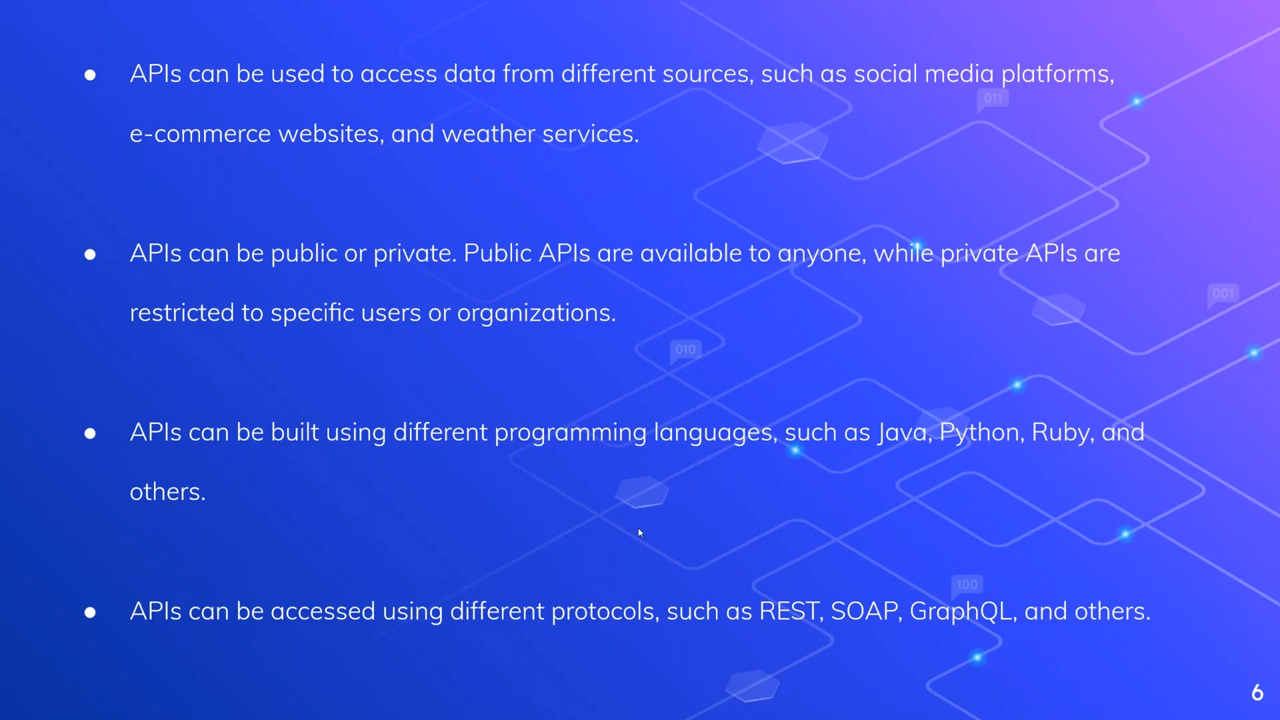 ● APIs can be used to access data from different sources, such as social media platforms,
e-commerce websites, and weather services.
011
● APIs can be public or private. Public APIs are available to anyone, while private APIs are
001
restricted to specific users or organizations.
010
● APIs can be built using different programming languages, such as Java, Python, Ruby, and
others.
100
● APIs can be accessed using different protocols, such as REST, SOAP, GraphQL, and others.
6